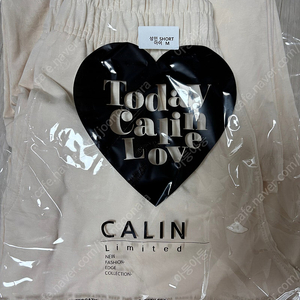 SHORT
M
Today
Calin
Love
CALIN
Limited
NEW
FASHION
EDGE
COLLECTION